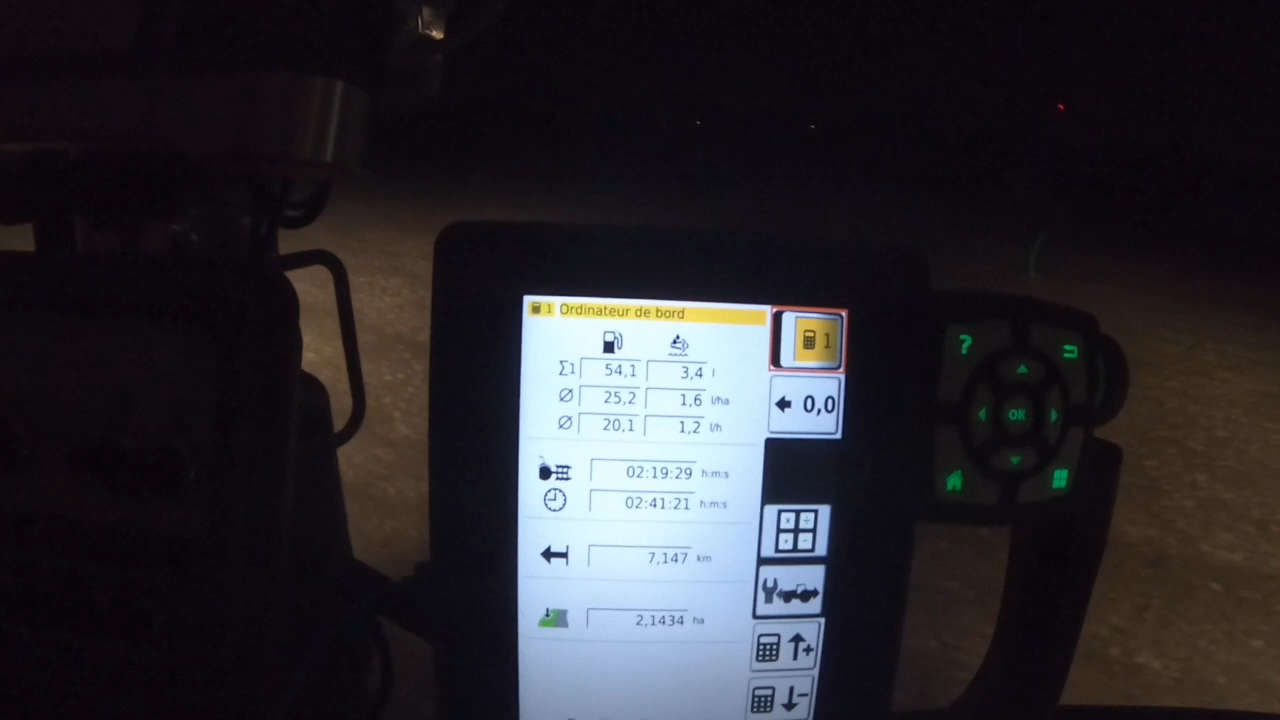 1 Ordinateur de bord
1
Σ1 54,1 3,4 l
Ø 25,2 1,6 l/ha
Ø 20,1 1,2 l/h
0,0
02:19:29 h:m:s
02:41:21 h:m:s
7,147 km
2,1434 ha
?
OK